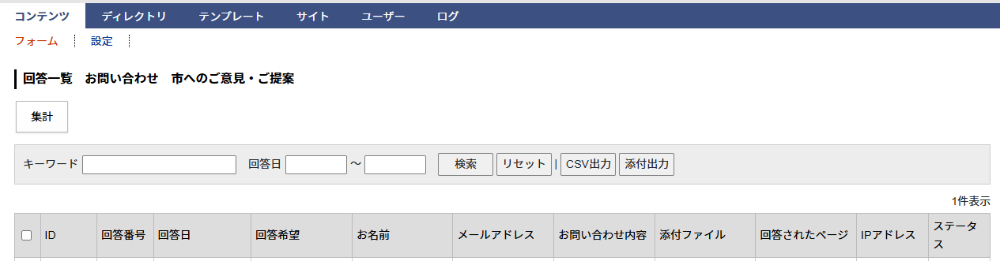 コンテンツ ディレクトリ テンプレート サイト ユーザー ログ
フォーム 設定
回答一覧　お問い合わせ　市へのご意見・ご提案
集計
キーワード 回答日 ～ 検索 リセット | CSV出力 添付出力
1件表示
ID 回答番号 回答日 回答希望 お名前 メールアドレス お問い合わせ内容 添付ファイル 回答されたページ IPアドレス ステータ
ス